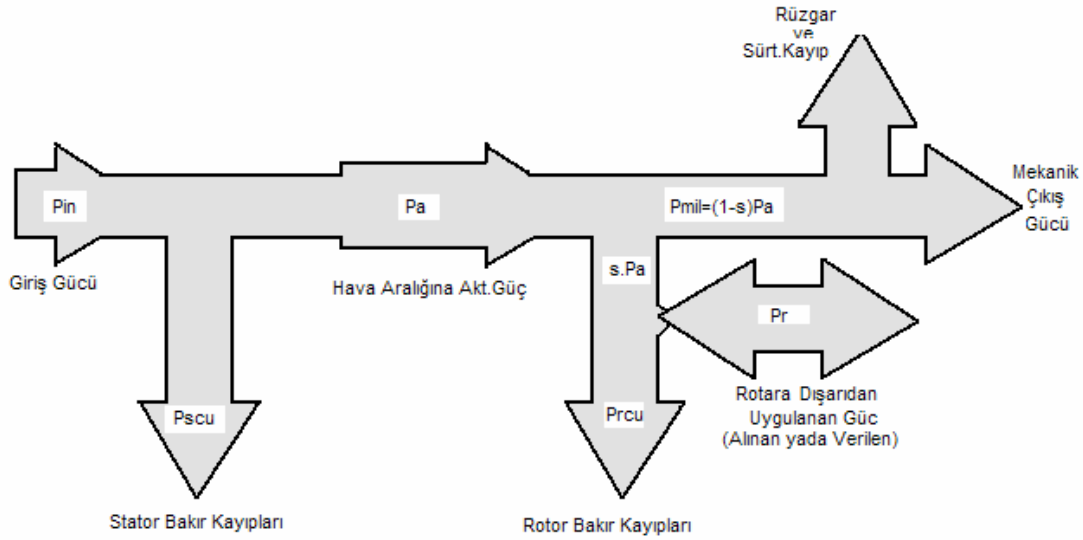 Rüzgar
ve
Sürt.Kayıp
Mekanik
Çıkış
Gücü
Pin
Pa
Pmil=(1-s)Pa
Giriş Gücü
Hava Aralığına Akt.Güç
s.Pa
Pr
Rotara Dışarıdan
Uygulanan Güc
(Alınan yada Verilen)
Pscu
Prcu
Stator Bakır Kayıpları
Rotor Bakır Kayıpları